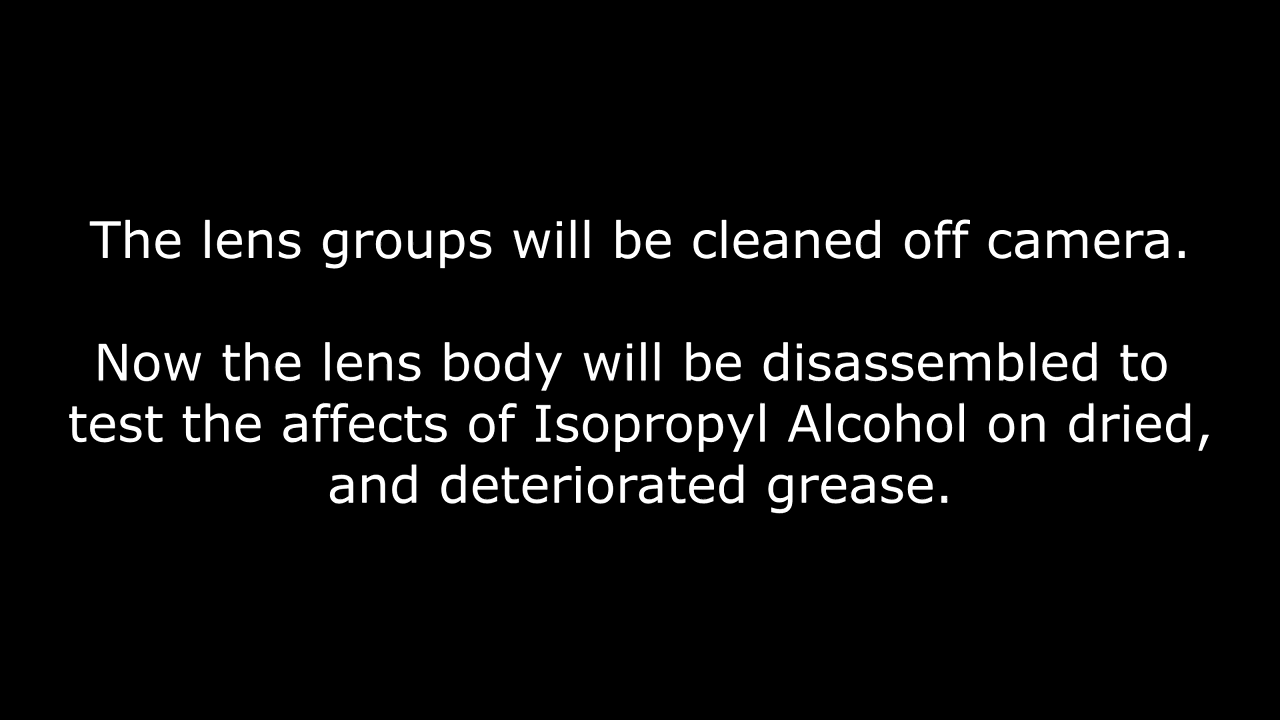 The lens groups will be cleaned off camera.
Now the lens body will be disassembled to
test the affects of Isopropyl Alcohol on dried,
and deteriorated grease.